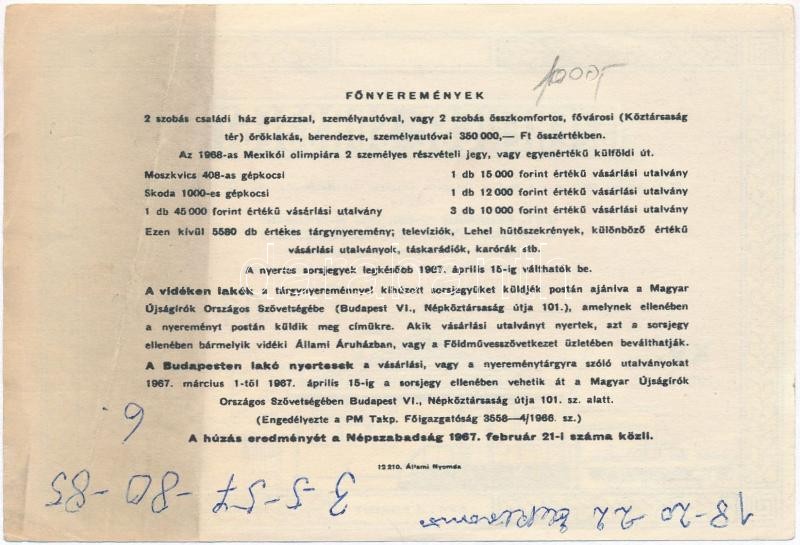 FŐNYEREMÉNYEK
2 szobás családi ház garázzsal, személyautóval, vagy 2 szobás összkomfortos, fővárosi (Köztársaság
tér) öröklakás, berendezve, személyautóval 350 000,— Ft összértékben.
Az 1968-as Mexikói olimpiára 2 személyes részvételi jegy, vagy egyenértékű külföldi út.
Moszkvics 408-as gépkocsi 1 db 15 000 forint értékű vásárlási utalvány
Skoda 1000-es gépkocsi 1 db 12 000 forint értékű vásárlási utalvány
1 db 45 000 forint értékű vásárlási utalvány 3 db 10 000 forint értékű vásárlási utalvány
Ezen kívül 5580 db értékes tárgynyeremény; televíziók, Lehel hűtőszekrények, különböző értékű
vásárlási utalványok, táskarádiók, karórák stb.
A nyertes sorsjegyek legkésőbb 1967. április 15-ig válthatók be.
A vidéken lakók a tárgynyereménnyel kihúzott sorsjegyüket küldjék postán ajánlva a Magyar
Újságírók Országos Szövetségébe (Budapest VI., Népköztársaság útja 101.), amelynek ellenében
a nyereményt postán küldik meg címükre. Akik vásárlási utalványt nyertek, azt a sorsjegy
ellenében bármelyik vidéki Állami Áruházban, vagy a Földművesszövetkezet üzletében beválthatják.
A Budapesten lakó nyertesek a vásárlási, vagy a nyereménytárgyra szóló utalványokat
1967. március 1-től 1967. április 15-ig a sorsjegy ellenében vehetik át a Magyar Újságírók
Országos Szövetségében Budapest VI., Népköztársaság útja 101. sz. alatt.
(Engedélyezte a PM Takp. Főigazgatóság 3558—4/1966. sz.)
A húzás eredményét a Népszabadság 1967. február 21-i száma közli.
12 210. Állami Nyomda
6.
3-5-57-80-85
18-20-22